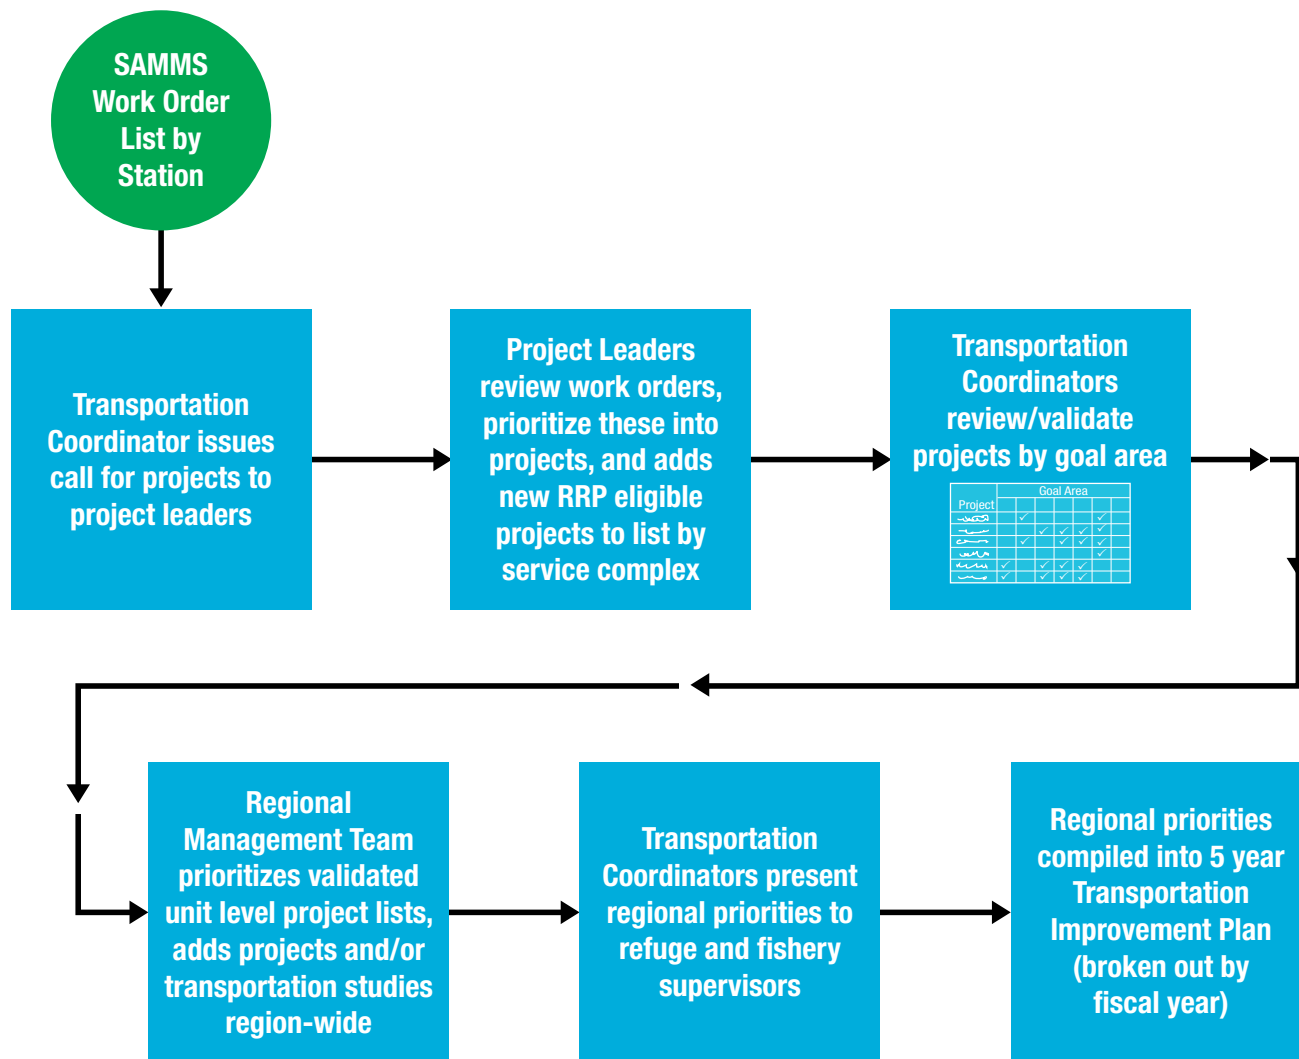 SAMMS
Work Order
List by
Station
Transportation
Coordinator issues
call for projects to
project leaders
Project Leaders
review work orders,
prioritize these into
projects, and adds
new RRP eligible
projects to list by
service complex
Transportation
Coordinators
review/validate
projects by goal area
Goal Area
Project
Regional
Management Team
prioritizes validated
unit level project lists,
adds projects and/or
transportation studies
region-wide
Transportation
Coordinators present
regional priorities to
refuge and fishery
supervisors
Regional priorities
compiled into 5 year
Transportation
Improvement Plan
(broken out by
fiscal year)